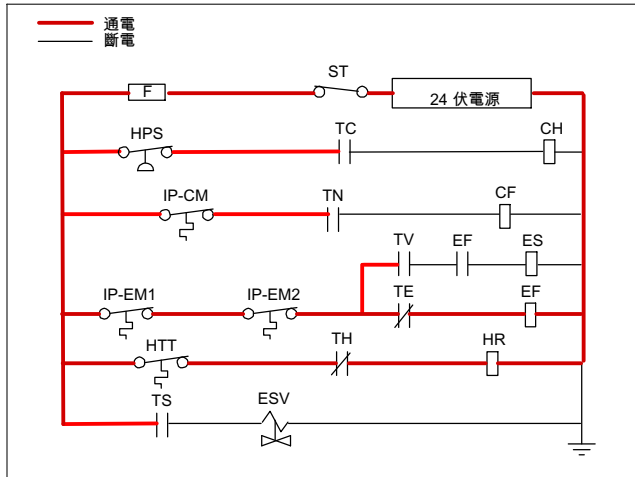 通電
斷電
F
ST
24 伏電源
HPS
TC
CH
IP-CM
TN
CF
TV
EF
ES
IP-EM1
IP-EM2
TE
EF
HTT
TH
HR
TS
ESV